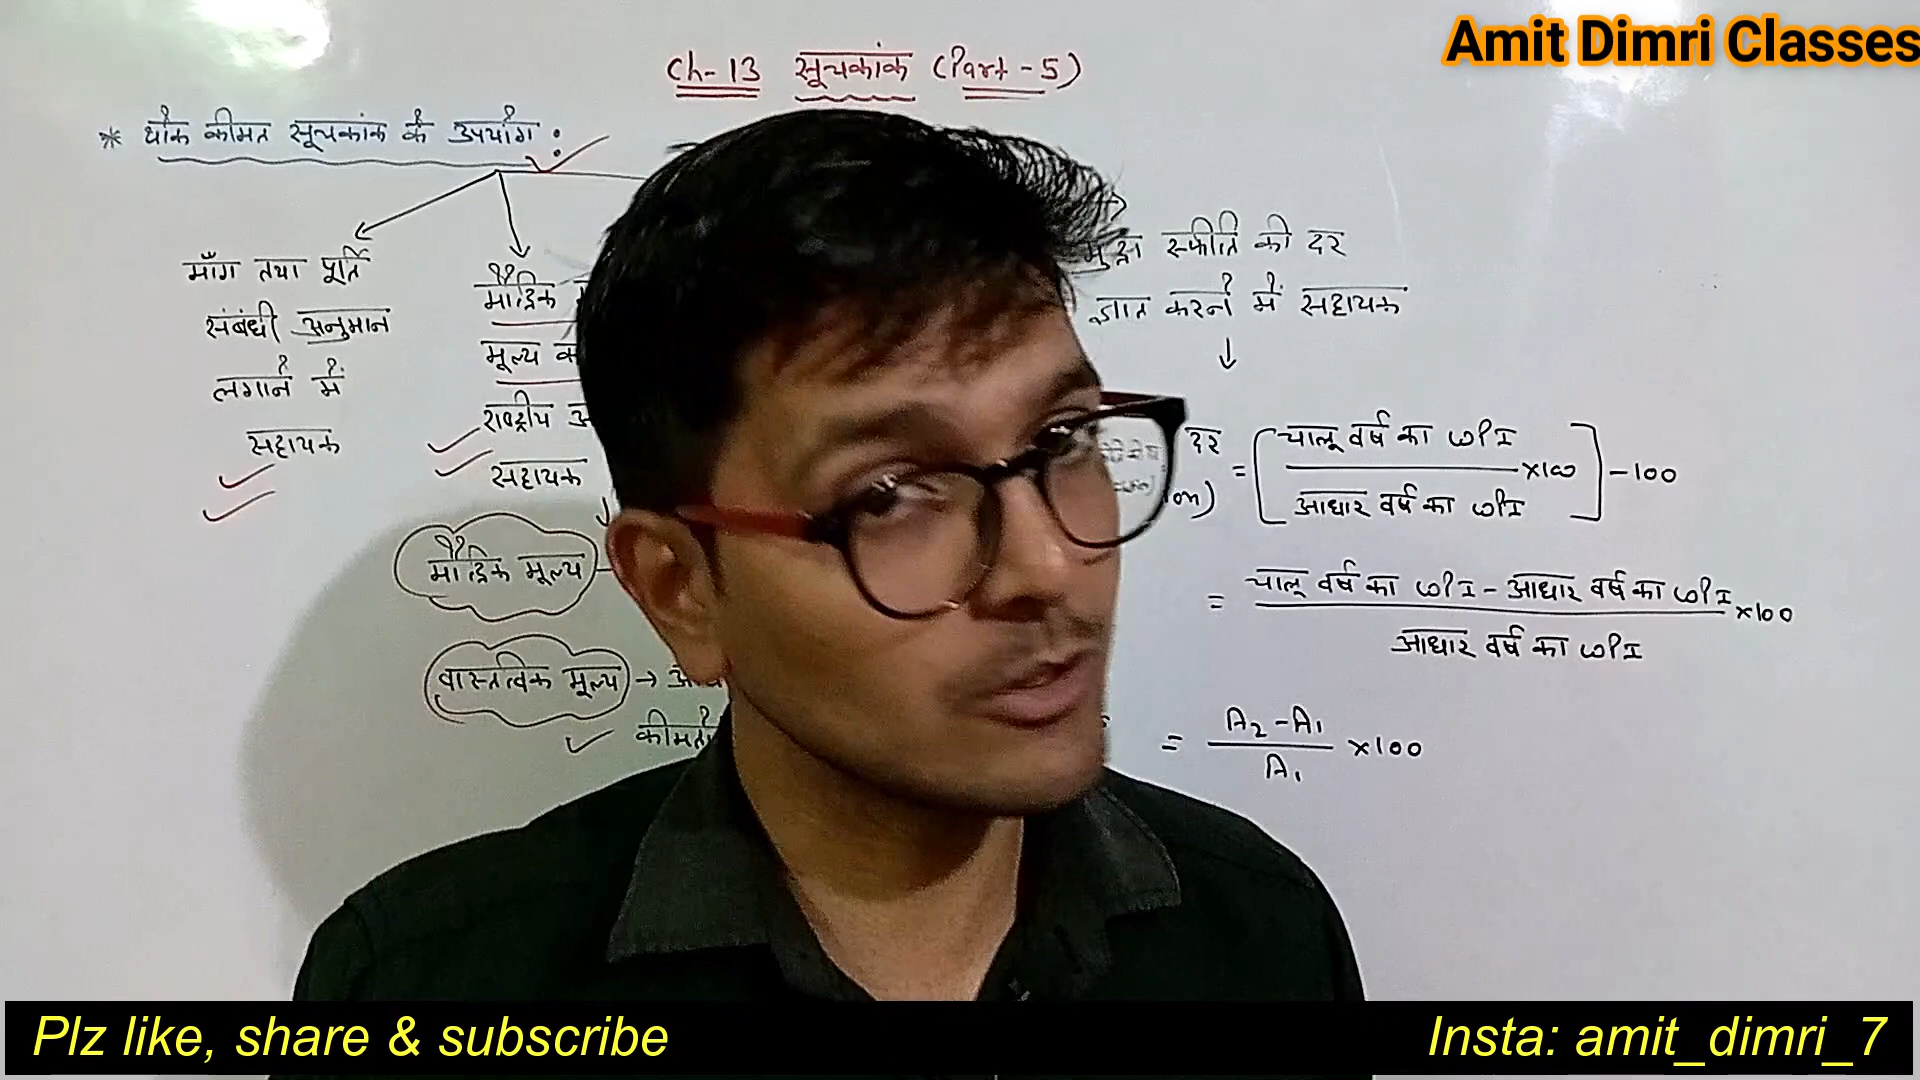 Amit Dimri Classes
Ch-13 सूचकांक (Part-5)
* थोक कीमत सूचकांक के उपयोग :
माँग तथा पूर्ति
संबंधी अनुमान
लगाने में
सहायक
मौद्रिक
मूल्य
राष्ट्रीय
सहायक
मौद्रिक मूल्य
वास्तविक मूल्य →
कीमतों
मुद्रा स्फीति की दर
ज्ञात करने में सहायक
दर = [ चालू वर्ष का WPI
आधार वर्ष का WPI ×100 ] - 100
= चालू वर्ष का WPI - आधार वर्ष का WPI ×100
आधार वर्ष का WPI
= A2 - A1 ×100
A1
Plz like, share & subscribe
Insta: amit_dimri_7